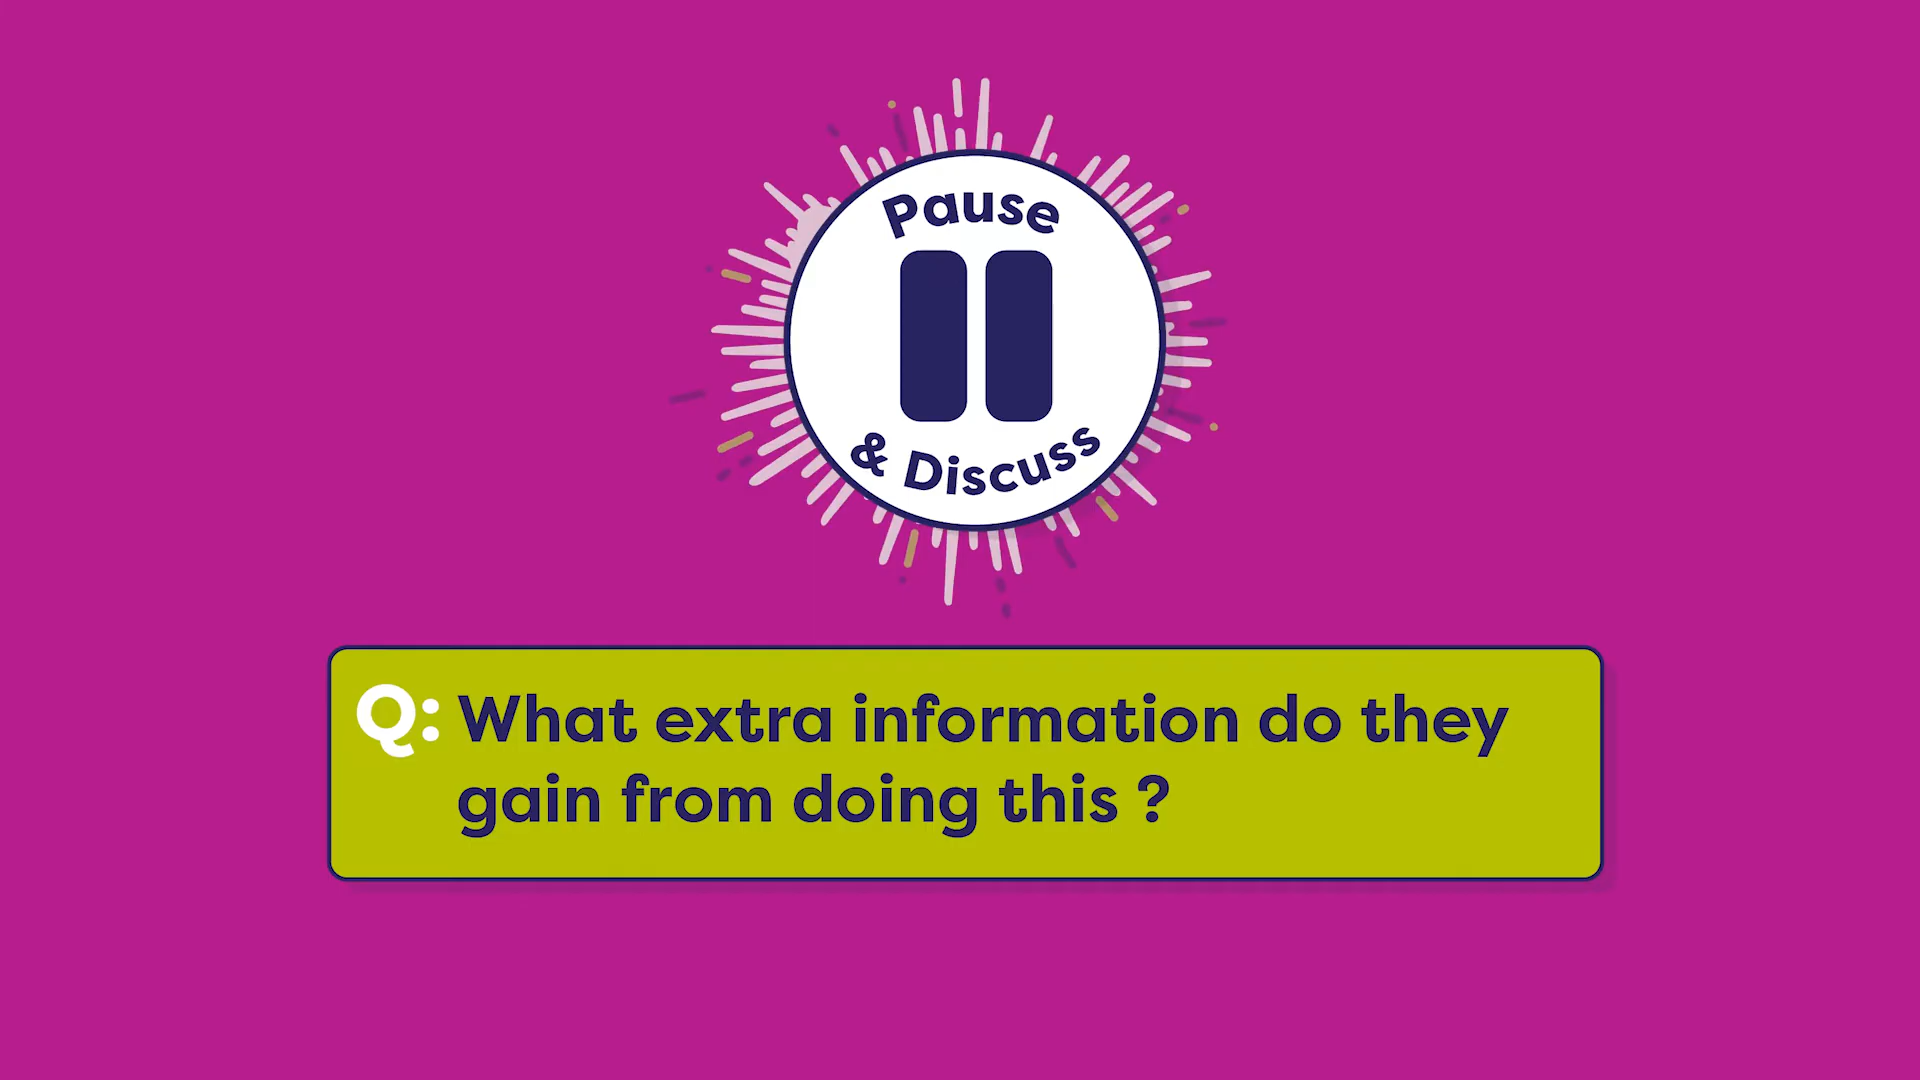 Pause
& Discuss
Q: What extra information do they
gain from doing this ?